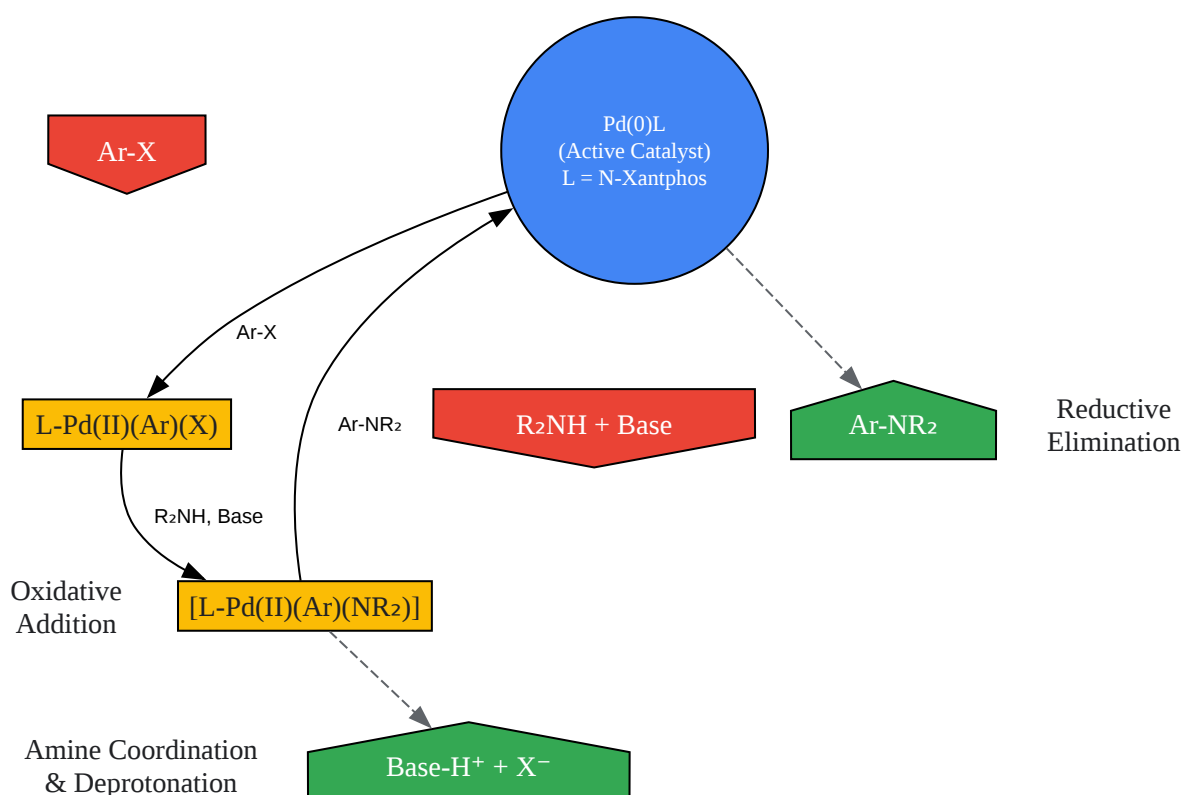 Pd(0)L
(Active Catalyst)
L = N-Xantphos
Ar-X
Ar-X
L-Pd(II)(Ar)(X)
Ar-NR₂
R₂NH + Base
Ar-NR₂
Reductive
Elimination
R₂NH, Base
Oxidative
Addition
[L-Pd(II)(Ar)(NR₂)]
Amine Coordination
& Deprotonation
Base-H⁺ + X⁻